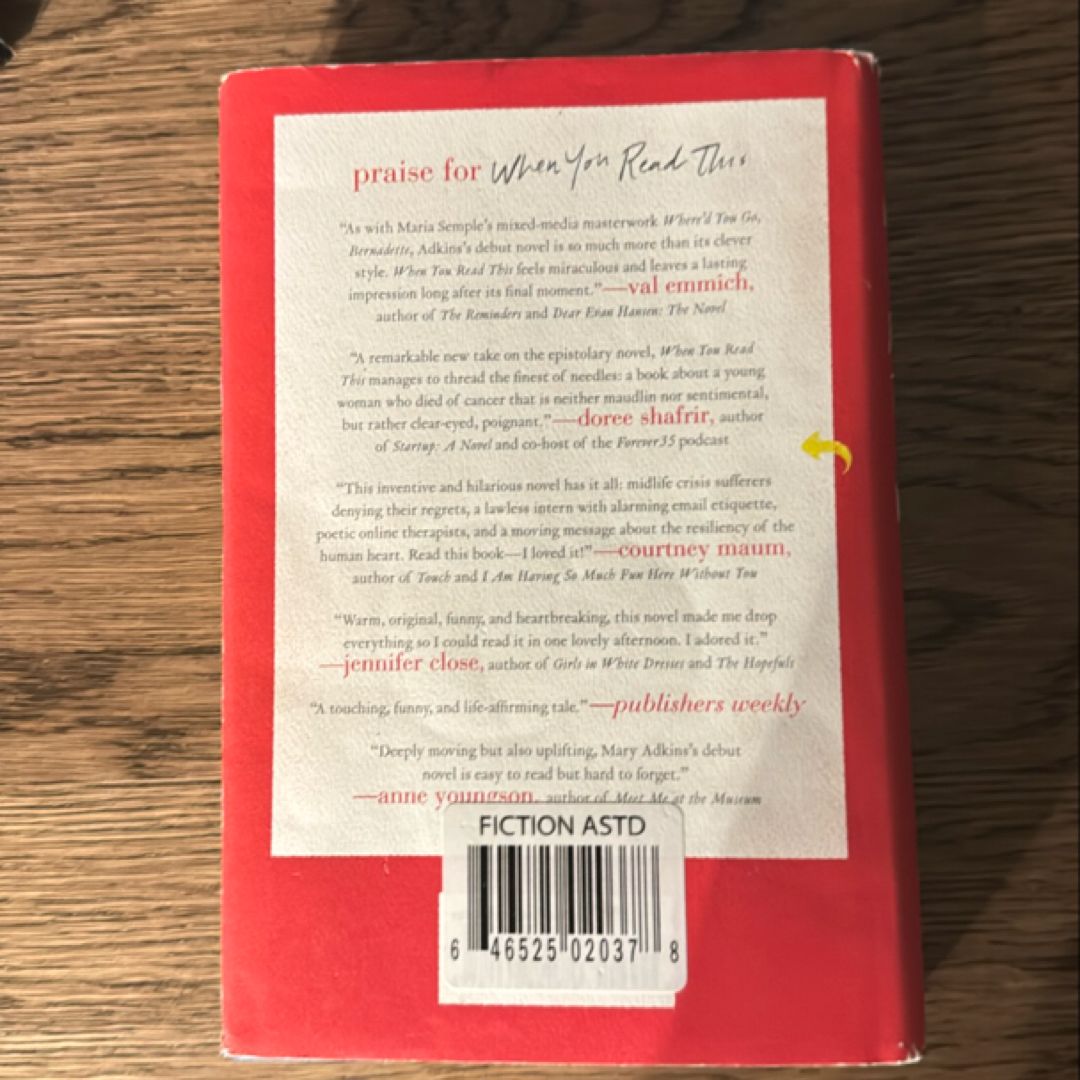 praise for When You Read This
“As with Maria Semple’s mixed-media masterwork Where’d You Go,
Bernadette, Adkins’s debut novel is so much more than its clever
style. When You Read This feels miraculous and leaves a lasting
impression long after its final moment.”—val emmich,
author of The Reminders and Dear Evan Hansen: The Novel
“A remarkable new take on the epistolary novel, When You Read
This manages to thread the finest of needles: a book about a young
woman who died of cancer that is neither maudlin nor sentimental,
but rather clear-eyed, poignant.”—doree shafrir, author
of Startup: A Novel and co-host of the Forever35 podcast
“This inventive and hilarious novel has it all: midlife crisis sufferers
denying their regrets, a lawless intern with alarming email etiquette,
poetic online therapists, and a moving message about the resiliency of the
human heart. Read this book—I loved it!”—courtney maum,
author of Touch and I Am Having So Much Fun Here Without You
“Warm, original, funny, and heartbreaking, this novel made me drop
everything so I could read it in one lovely afternoon. I adored it.”
—jennifer close, author of Girls in White Dresses and The Hopefuls
“A touching, funny, and life-affirming tale.”—publishers weekly
“Deeply moving but also uplifting, Mary Adkins’s debut
novel is easy to read but hard to forget.”
—anne youngson, author of Meet Me at the Museum
FICTION ASTD
6 46525 02037 8